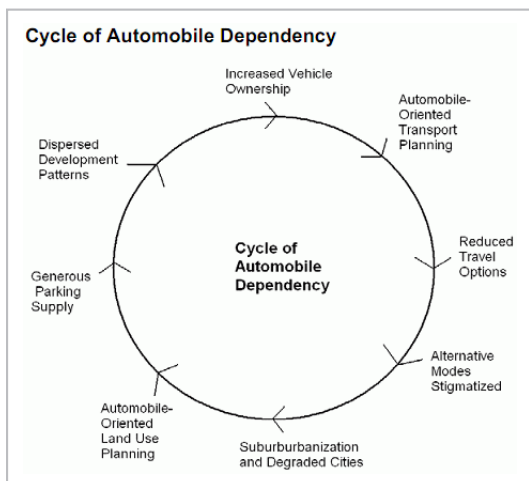 Cycle of Automobile Dependency
Increased Vehicle
Ownership
Automobile-
Oriented
Transport
Planning
Reduced
Travel
Options
Alternative
Modes
Stigmatized
Suburburbanization
and Degraded Cities
Automobile-
Oriented
Land Use
Planning
Generous
Parking
Supply
Dispersed
Development
Patterns
Cycle of
Automobile
Dependency